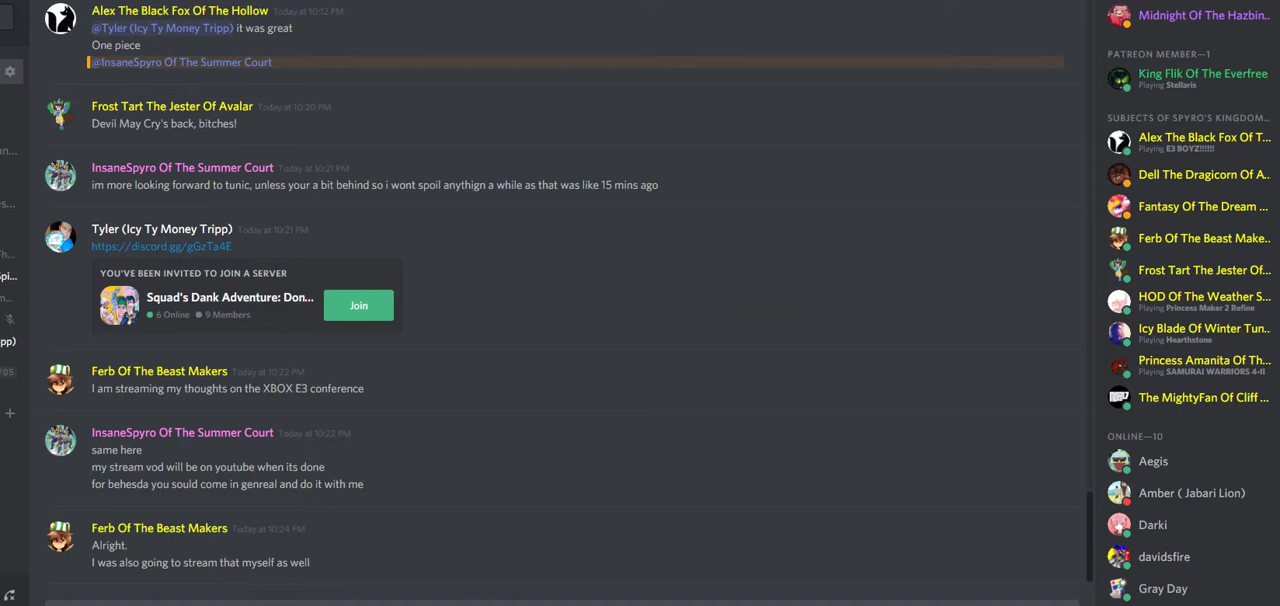 Alex The Black Fox Of The Hollow Today at 10:12 PM
@Tyler (Icy Ty Money Tripp) it was great
One piece
@InsaneSpyro Of The Summer Court
Frost Tart The Jester Of Avalar Today at 10:20 PM
Devil May Cry's back, bitches!
InsaneSpyro Of The Summer Court Today at 10:21 PM
im more looking forward to tunic, unless your a bit behind so i wont spoil anythign a while as that was like 15 mins ago
Tyler (Icy Ty Money Tripp) Today at 10:21 PM
https://discord.gg/gGzTa4E
YOU'VE BEEN INVITED TO JOIN A SERVER
Squad's Dank Adventure: Don...
6 Online 9 Members
Join
Ferb Of The Beast Makers Today at 10:22 PM
I am streaming my thoughts on the XBOX E3 conference
InsaneSpyro Of The Summer Court Today at 10:22 PM
same here
my stream vod will be on youtube when its done
for behesda you sould come in genreal and do it with me
Ferb Of The Beast Makers Today at 10:24 PM
Alright.
I was also going to stream that myself as well
Midnight Of The Hazbin...
PATREON MEMBER—1
King Flik Of The Everfree
Playing Stellaris
SUBJECTS OF SPYRO'S KINGDOM...
Alex The Black Fox Of T...
Playing E3 BOYZ!!!!!!
Dell The Dragicorn Of A...
Fantasy Of The Dream ...
Ferb Of The Beast Make...
Frost Tart The Jester Of...
HOD Of The Weather S...
Playing Princess Maker 2 Refine
Icy Blade Of Winter Tun...
Playing Hearthstone
Princess Amanita Of Th...
Playing SAMURAI WARRIORS 4-II
The MightyFan Of Cliff ...
ONLINE—10
Aegis
Amber ( Jabari Lion)
Darki
davidsfire
Gray Day